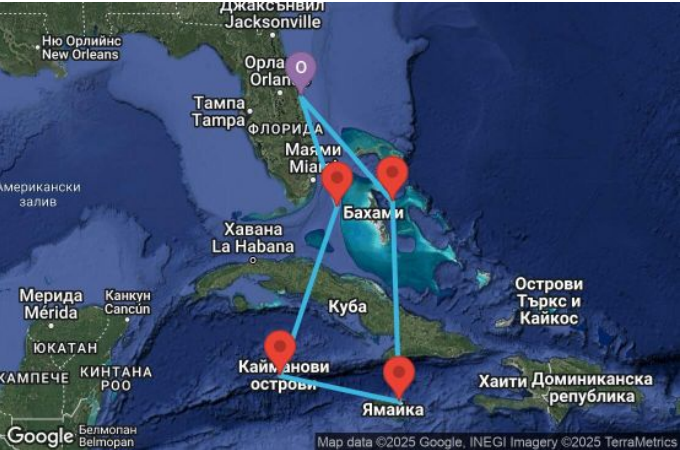 Джаксънвил
Jacksonville
Ню Орлийнс
New Orleans
Орла
Orlan
O
Тампа
Tampa
ФЛОРИДА
Маями
Miami
Американски
залив
Бахами
Хавана
La Habana
Мерида
Mérida
Канкун
Cancún
Куба
Острови
Търкс и
Кайкос
ЮКАТАН
КАМПЕЧЕ
КИНТАНА
РОО
Кайманови
острови
Ямайка
Хаити
Доминиканска
република
Белмопан
Belmopan
Google
Map data ©2025 Google, INEGI Imagery ©2025 TerraMetrics